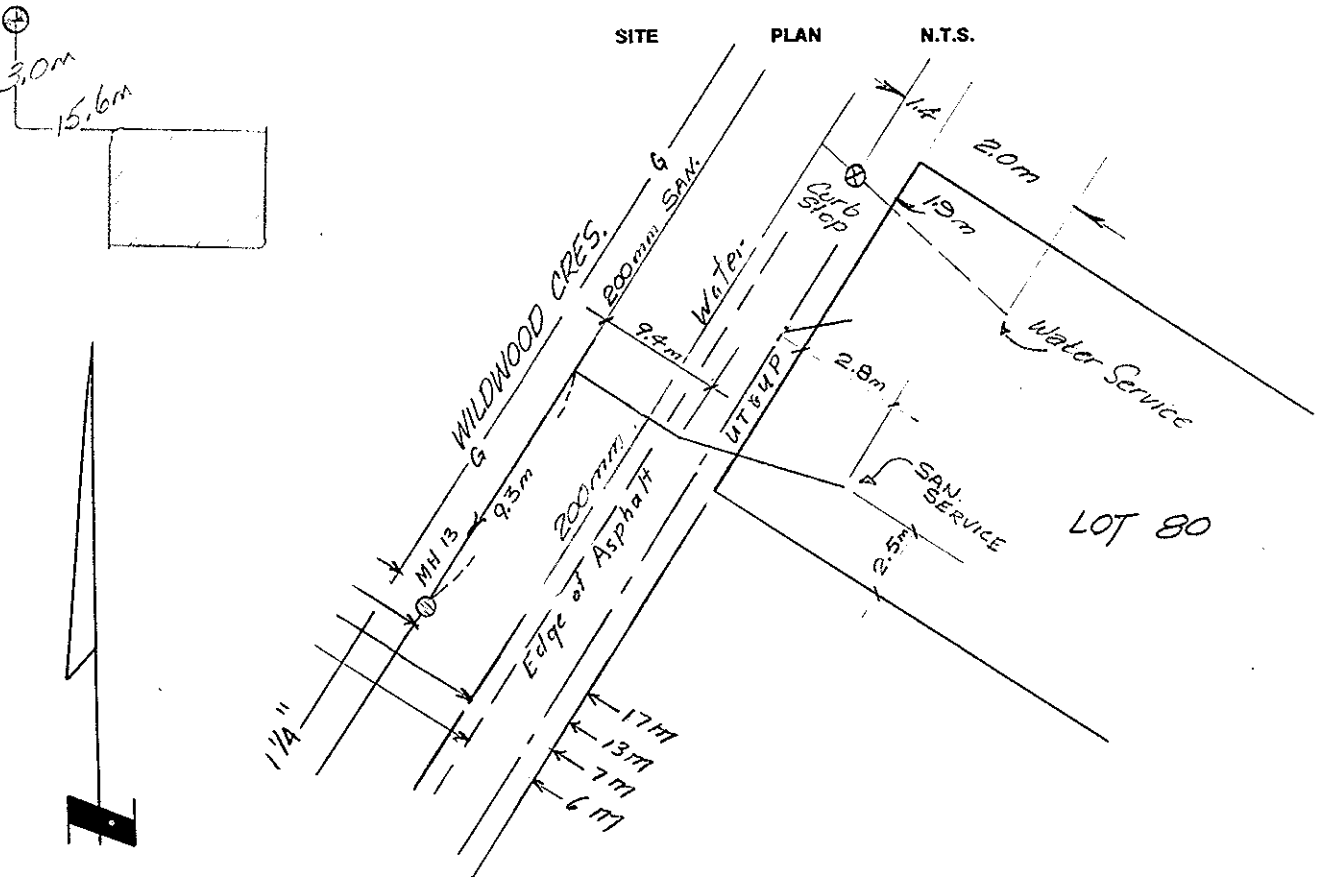 SITE PLAN N.T.S.
3.0m
15.6m
1.4
2.0m
1.9m
Curb
Stop
G
200mm SAN.
WILDWOOD CRES.
Water
9.4m
Water Service
UT & UP
2.8m
G
9.3m
MH 13
200mm.
Edge of Asphalt
SAN.
SERVICE
2.5m
LOT 80
1 1/4"
17m
13m
7m
6m